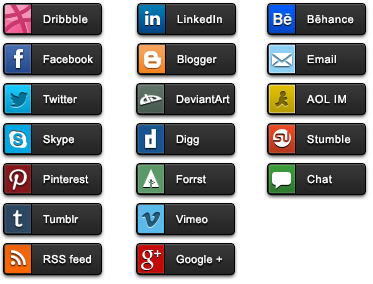 Dribbble
Facebook
Twitter
Skype
Pinterest
Tumblr
RSS feed
in LinkedIn
Blogger
DeviantArt
Digg
Forrst
Vimeo
g+ Google +
Bē Bēhance
Email
AOL IM
Stumble
Chat